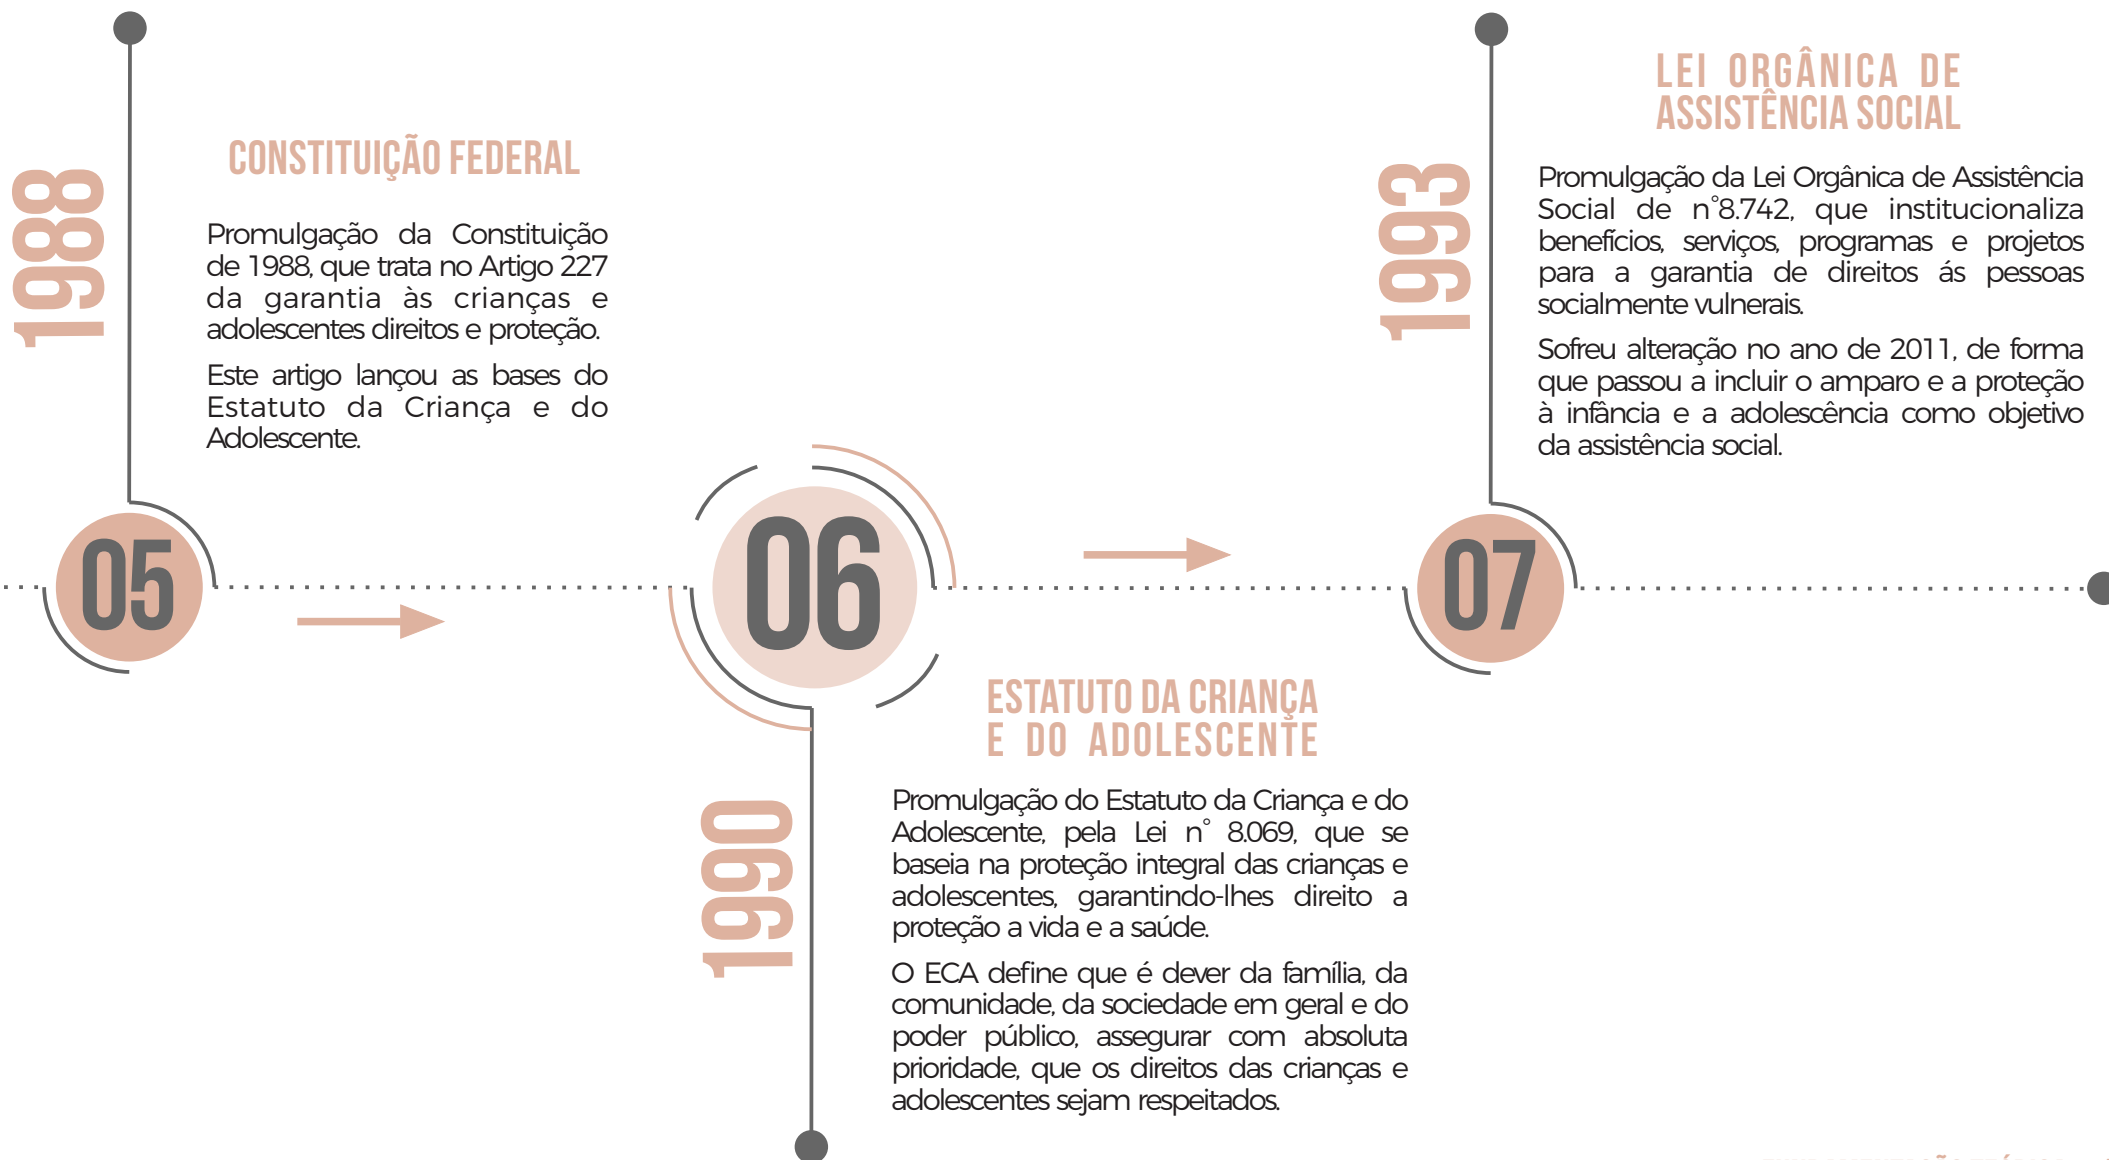 1988
CONSTITUIÇÃO FEDERAL
Promulgação da Constituição
de 1988, que trata no Artigo 227
da garantia às crianças e
adolescentes direitos e proteção.
Este artigo lançou as bases do
Estatuto da Criança e do
Adolescente.
05
06
1990
ESTATUTO DA CRIANÇA
E DO ADOLESCENTE
Promulgação do Estatuto da Criança e do
Adolescente, pela Lei n° 8.069, que se
baseia na proteção integral das crianças e
adolescentes, garantindo-lhes direito a
proteção a vida e a saúde.
O ECA define que é dever da família, da
comunidade, da sociedade em geral e do
poder público, assegurar com absoluta
prioridade, que os direitos das crianças e
adolescentes sejam respeitados.
1993
LEI ORGÂNICA DE
ASSISTÊNCIA SOCIAL
Promulgação da Lei Orgânica de Assistência
Social de n°8.742, que institucionaliza
benefícios, serviços, programas e projetos
para a garantia de direitos ás pessoas
socialmente vulnerais.
Sofreu alteração no ano de 2011, de forma
que passou a incluir o amparo e a proteção
à infância e a adolescência como objetivo
da assistência social.
07